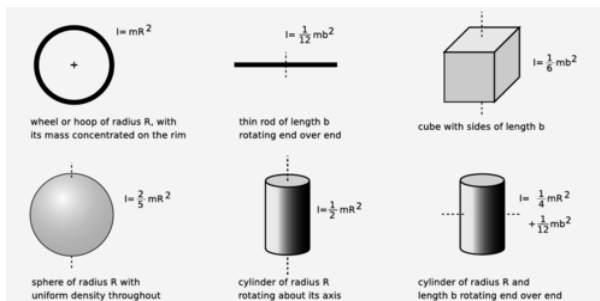 I= mR²
wheel or hoop of radius R, with
its mass concentrated on the rim
I= 1/12 mb²
thin rod of length b
rotating end over end
I= 1/6 mb²
cube with sides of length b
I= 2/5 mR²
sphere of radius R with
uniform density throughout
I= 1/2 mR²
cylinder of radius R
rotating about its axis
I= 1/4 mR²
+ 1/12 mb²
cylinder of radius R and
length b rotating end over end